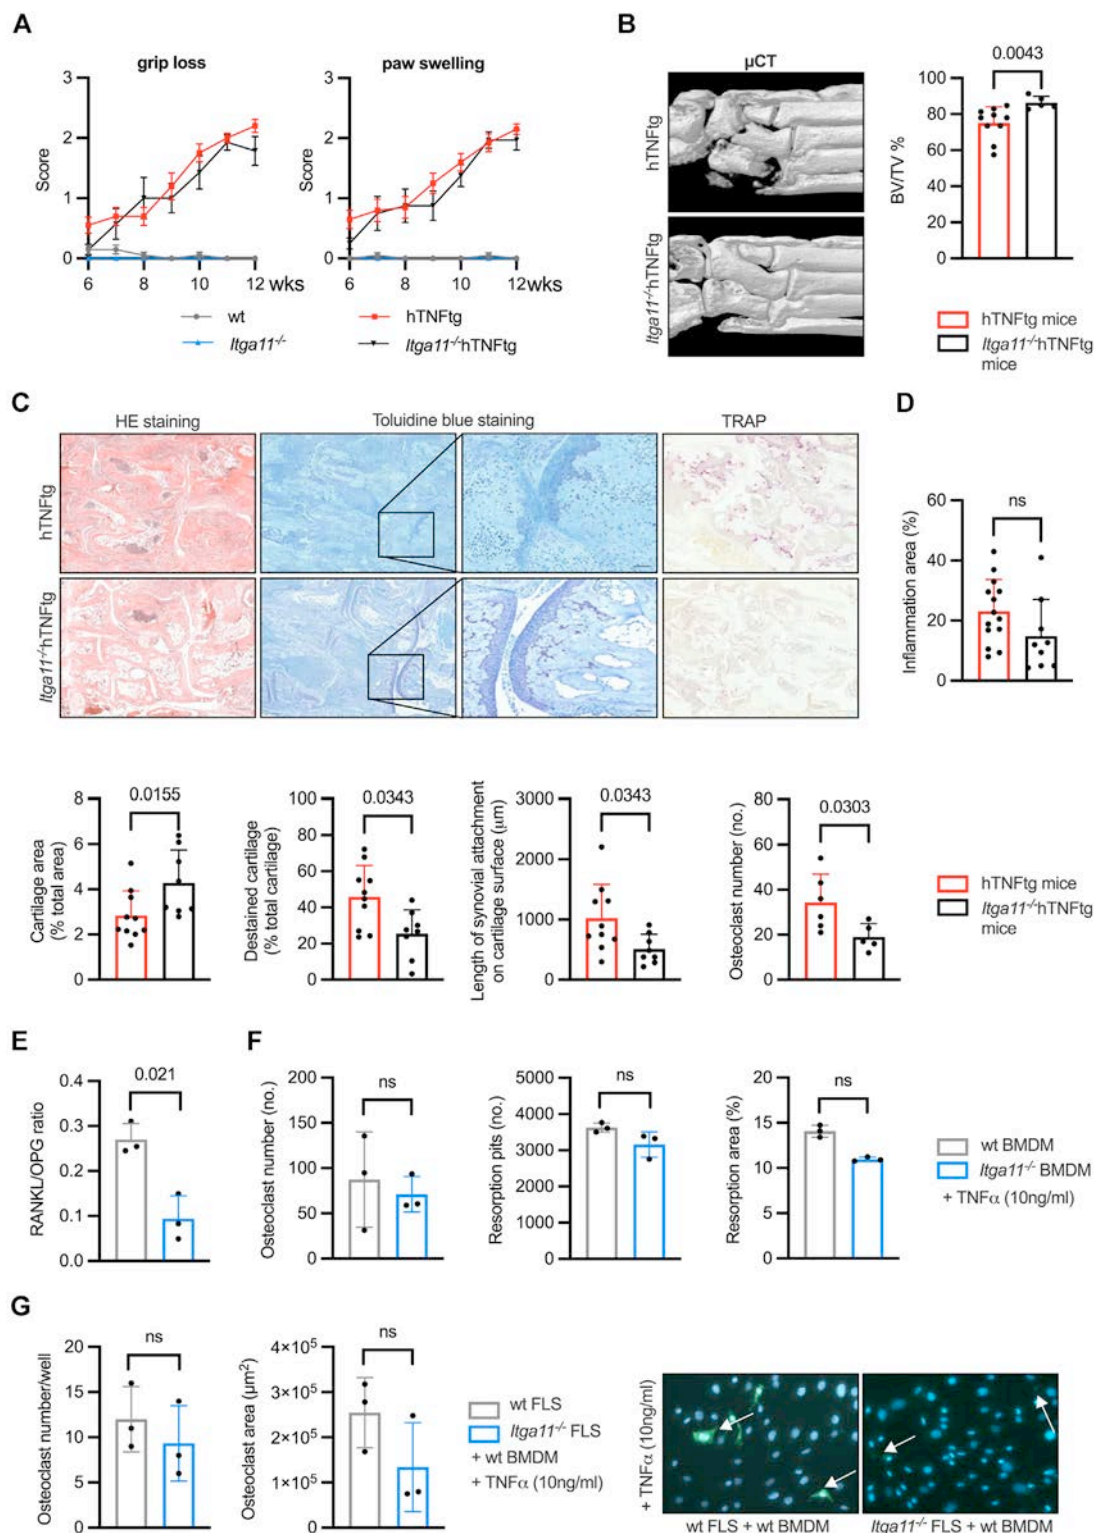 A
grip loss
paw swelling
Score
3
2
1
0
6
8
10
12 wks
Score
3
2
1
0
6
8
10
12 wks
wt
hTNFtg
Itga11-/-
Itga11-/-hTNFtg
B
µCT
hTNFtg
Itga11-/-hTNFtg
0.0043
BV/TV %
100
80
60
40
20
0
hTNFtg mice
Itga11-/-hTNFtg
mice
C
HE staining
Toluidine blue staining
TRAP
hTNFtg
Itga11-/-hTNFtg
D
Inflammation area (%)
60
40
20
0
ns
Cartilage area
(% total area)
8
6
4
2
0
0.0155
Destained cartilage
(% total cartilage)
100
80
60
40
20
0
0.0343
Length of synovial attachment
on cartilage surface (µm)
3000
2000
1000
0
0.0343
Osteoclast number (no.)
80
60
40
20
0
0.0303
hTNFtg mice
Itga11-/-hTNFtg
mice
E
RANKL/OPG ratio
0.4
0.3
0.2
0.1
0.0
0.021
F
Osteoclast number (no.)
200
150
100
50
0
ns
Resorption pits (no.)
5000
4000
3000
2000
1000
0
ns
Resorption area (%)
20
15
10
5
0
ns
wt BMDM
Itga11-/- BMDM
+ TNFα (10ng/ml)
G
Osteoclast number/well
20
15
10
5
0
ns
Osteoclast area (µm²)
4×10⁵
3×10⁵
2×10⁵
1×10⁵
0
ns
wt FLS
Itga11-/- FLS
+ wt BMDM
+ TNFα (10ng/ml)
+ TNFα (10ng/ml)
wt FLS + wt BMDM
Itga11-/- FLS + wt BMDM